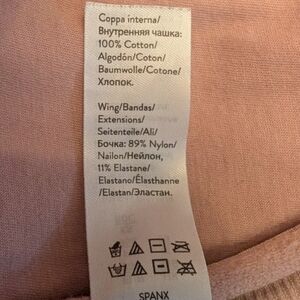 Coppa interna/
Внутренняя чашка:
100% Cotton/
Algodón/Coton/
Baumwolle/Cotone/
Хлопок.
Wing/Bandas/
Extensions/
Seitenteile/Ali/
Бочка: 89% Nylon/
Nailon/Нейлон,
11% Elastane/
Elastano/Élasthanne
/Elastan/Эластан.
SPANX